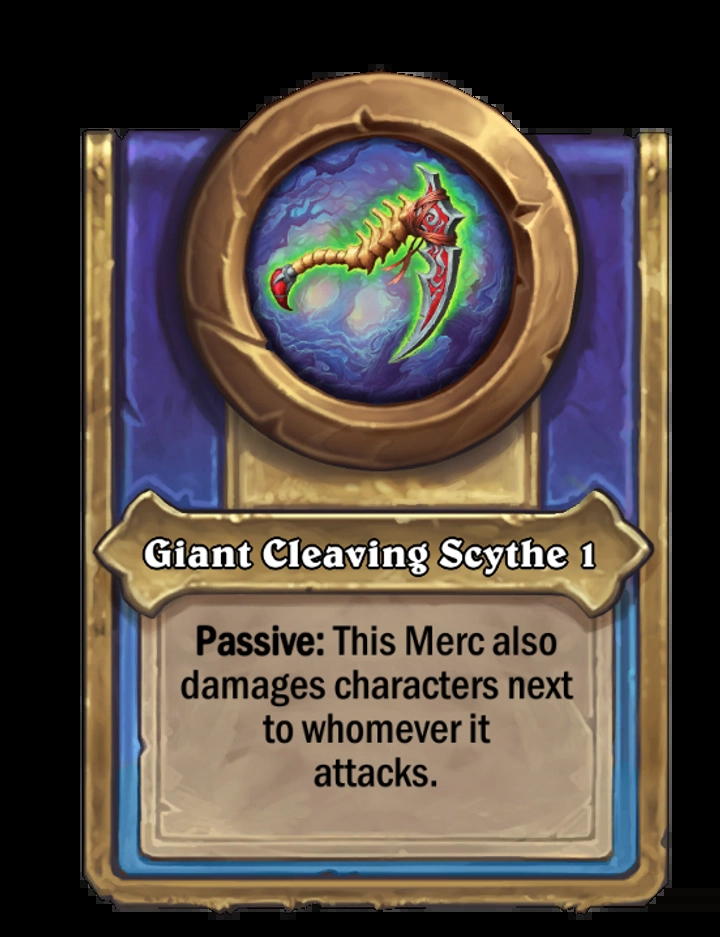 Giant Cleaving Scythe 1
Passive: This Merc also
damages characters next
to whomever it
attacks.